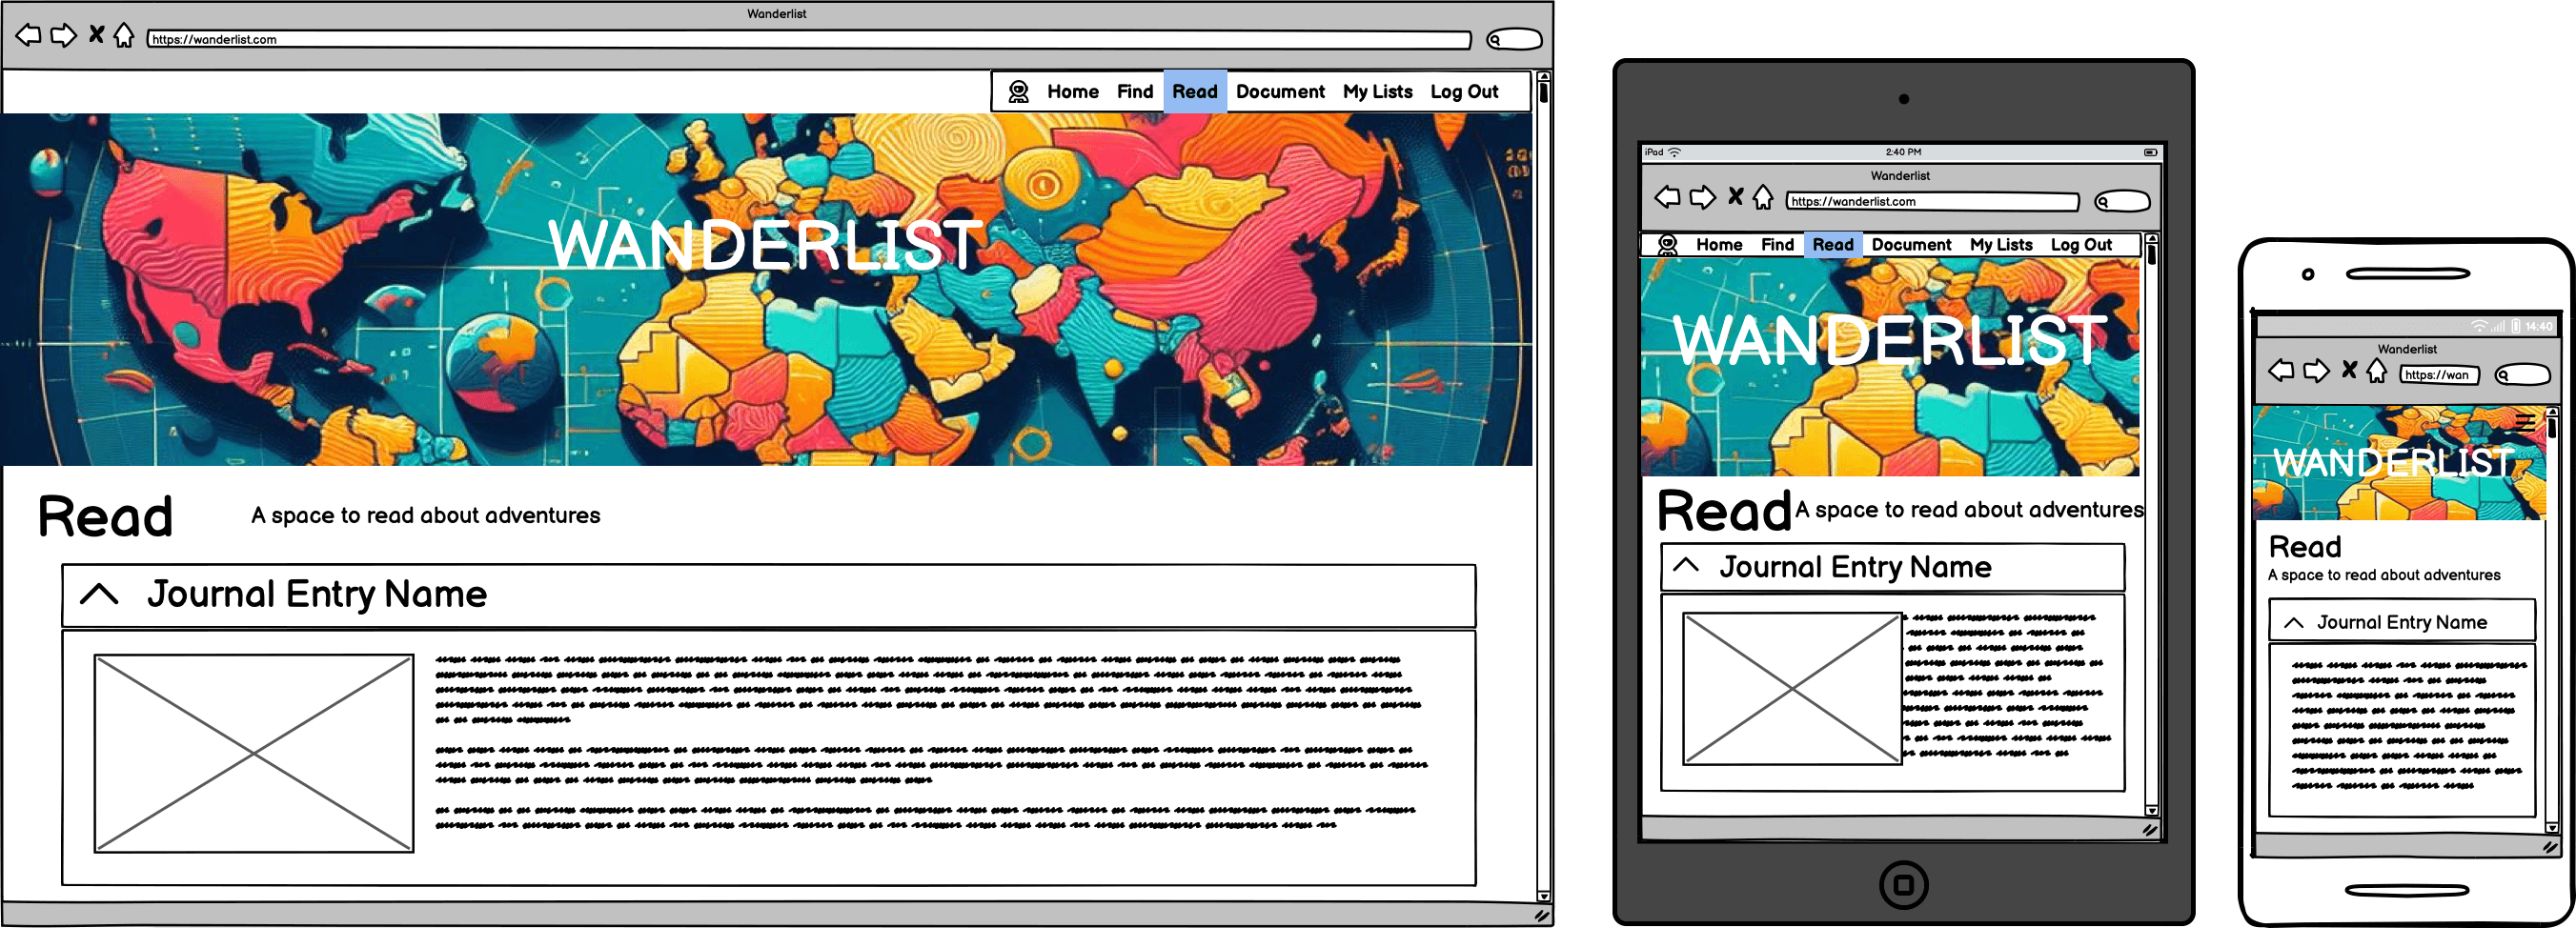 Wanderlist
https://wanderlist.com
Home Find Read Document My Lists Log Out
WANDERLIST
Read A space to read about adventures
Journal Entry Name
iPad 2:40 PM
Wanderlist
https://wanderlist.com
Home Find Read Document My Lists Log Out
WANDERLIST
Read A space to read about adventures
Journal Entry Name
14:40
Wanderlist
https://wan
WANDERLIST
Read
A space to read about adventures
Journal Entry Name